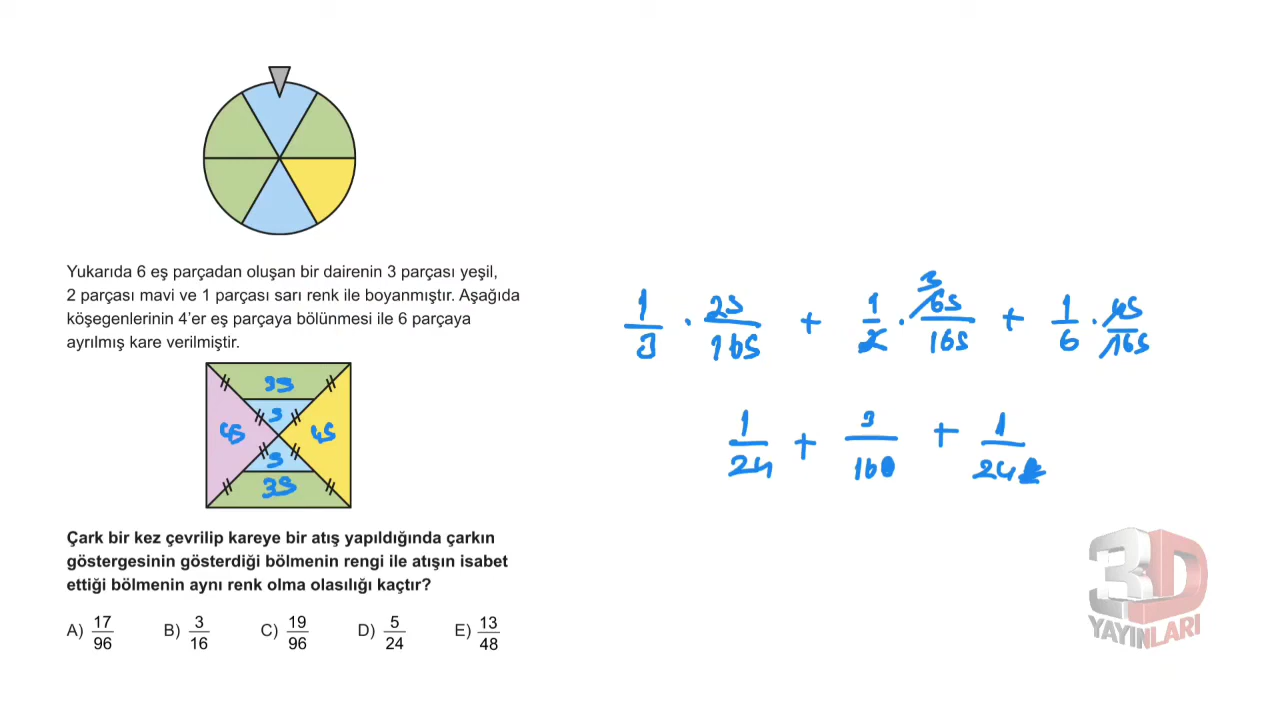 Yukarıda 6 eş parçadan oluşan bir dairenin 3 parçası yeşil,
2 parçası mavi ve 1 parçası sarı renk ile boyanmıştır. Aşağıda
köşegenlerinin 4'er eş parçaya bölünmesi ile 6 parçaya
ayrılmış kare verilmiştir.
3S
S
4S 4S
S
3S
Çark bir kez çevrilip kareye bir atış yapıldığında çarkın
göstergesinin gösterdiği bölmenin rengi ile atışın isabet
ettiği bölmenin aynı renk olma olasılığı kaçtır?
A) 17/96 B) 3/16 C) 19/96 D) 5/24 E) 13/48
1/3 · 2S/16S + 1/2 · 6S/16S + 1/6 · 4S/16S
3
1/24 + 3/16 + 1/24
3D
YAYINLARI